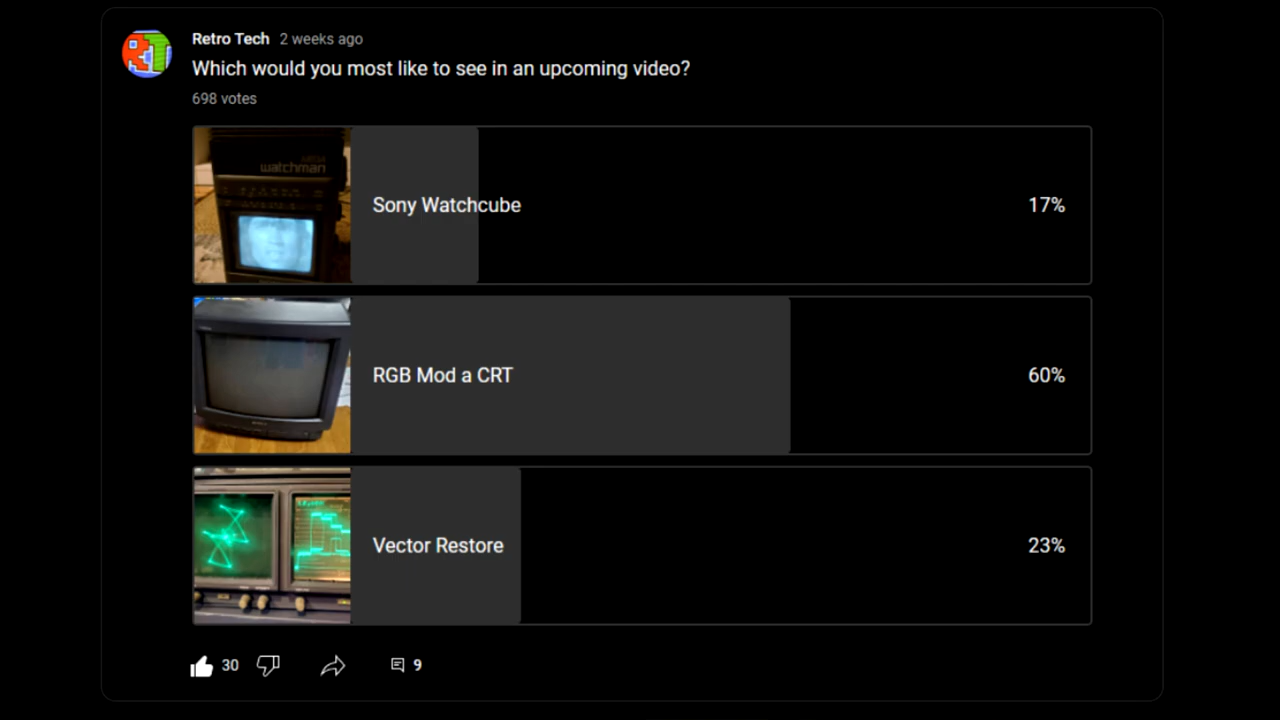 Retro Tech 2 weeks ago
Which would you most like to see in an upcoming video?
698 votes
watchman
Sony Watchcube
17%
RGB Mod a CRT
60%
Vector Restore
23%
30
9